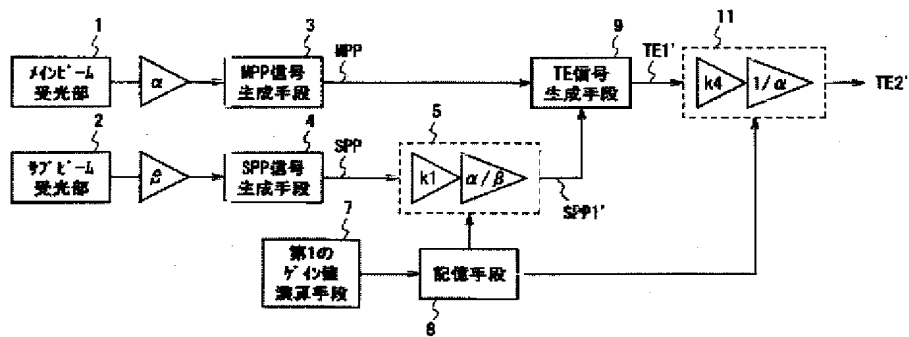 1
メインビーム
受光部
α
3
MPP信号
生成手段
MPP
9
TE信号
生成手段
TE1'
11
k4
1/α
TE2'
2
サブビーム
受光部
β
4
SPP信号
生成手段
SPP
5
k1
α/β
SPP1'
7
第1の
ゲイン値
演算手段
記憶手段
8